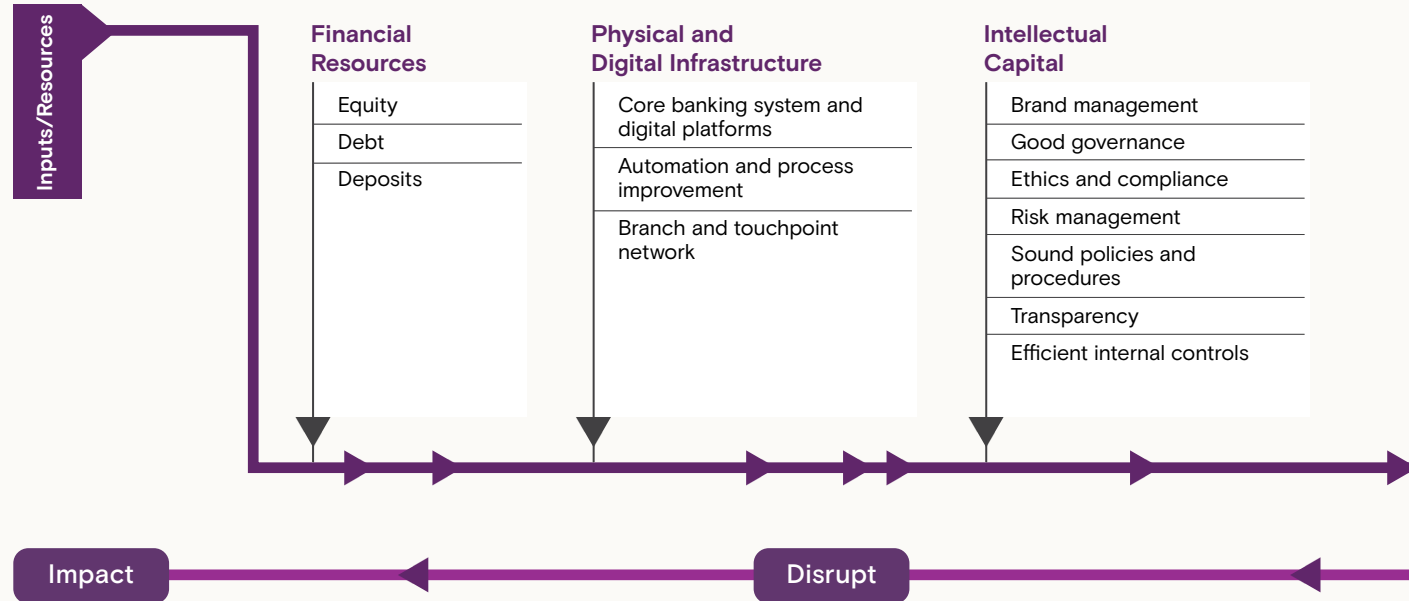 Inputs/Resources
Financial
Resources
Equity
Debt
Deposits
Physical and
Digital Infrastructure
Core banking system and
digital platforms
Automation and process
improvement
Branch and touchpoint
network
Intellectual
Capital
Brand management
Good governance
Ethics and compliance
Risk management
Sound policies and
procedures
Transparency
Efficient internal controls
Impact
Disrupt